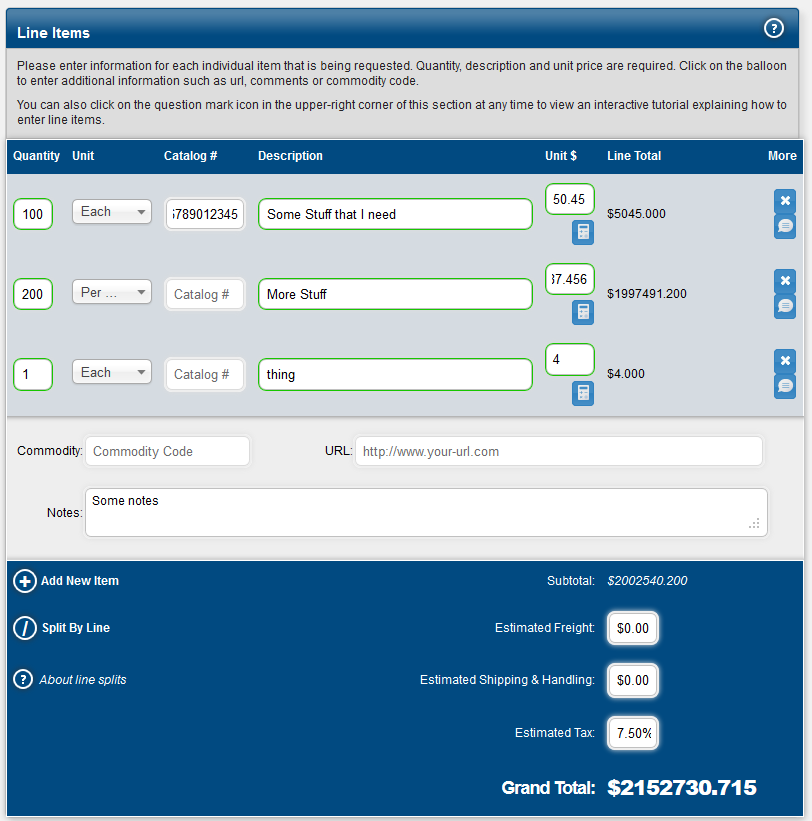 Line Items
?
Please enter information for each individual item that is being requested. Quantity, description and unit price are required. Click on the balloon
to enter additional information such as url, comments or commodity code.
You can also click on the question mark icon in the upper-right corner of this section at any time to view an interactive tutorial explaining how to
enter line items.
Quantity Unit Catalog # Description Unit $ Line Total More
100 Each 6789012345 Some Stuff that I need 50.45 $5045.000
200 Per ... Catalog # More Stuff 37.456 $1997491.200
1 Each Catalog # thing 4 $4.000
Commodity: Commodity Code URL: http://www.your-url.com
Notes: Some notes
Add New Item Subtotal: $2002540.200
Split By Line Estimated Freight: $0.00
? About line splits Estimated Shipping & Handling: $0.00
Estimated Tax: 7.50%
Grand Total: $2152730.715